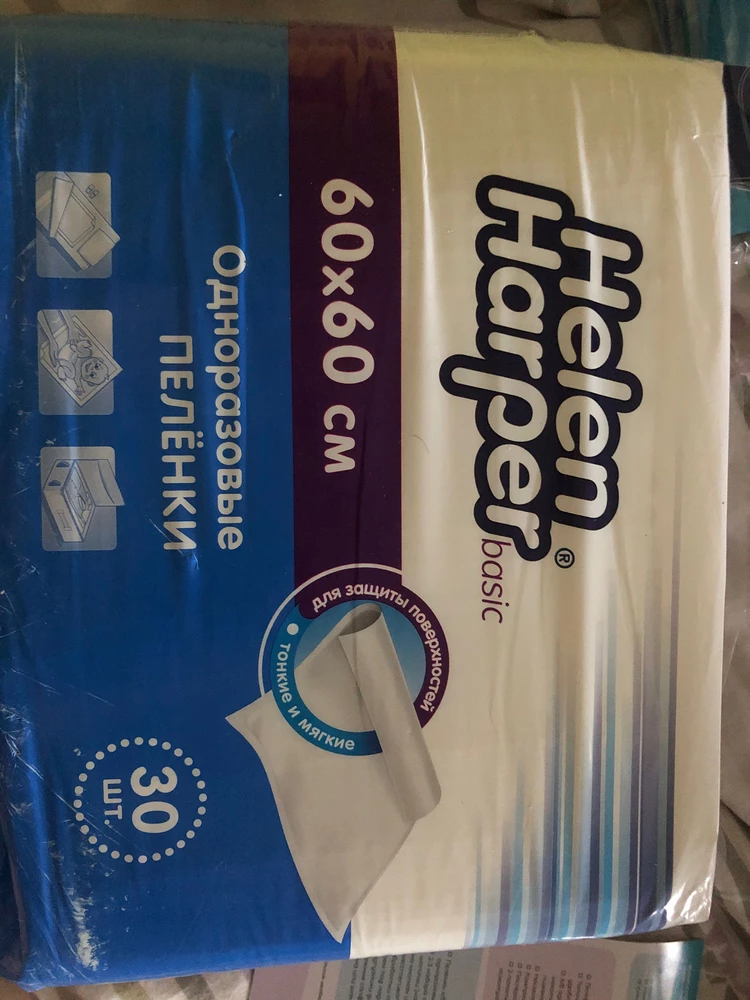 Helen
Harper®
basic
60x60 см
для защиты поверхностей
• тонкие и мягкие
Одноразовые
ПЕЛЁНКИ
30
шт.